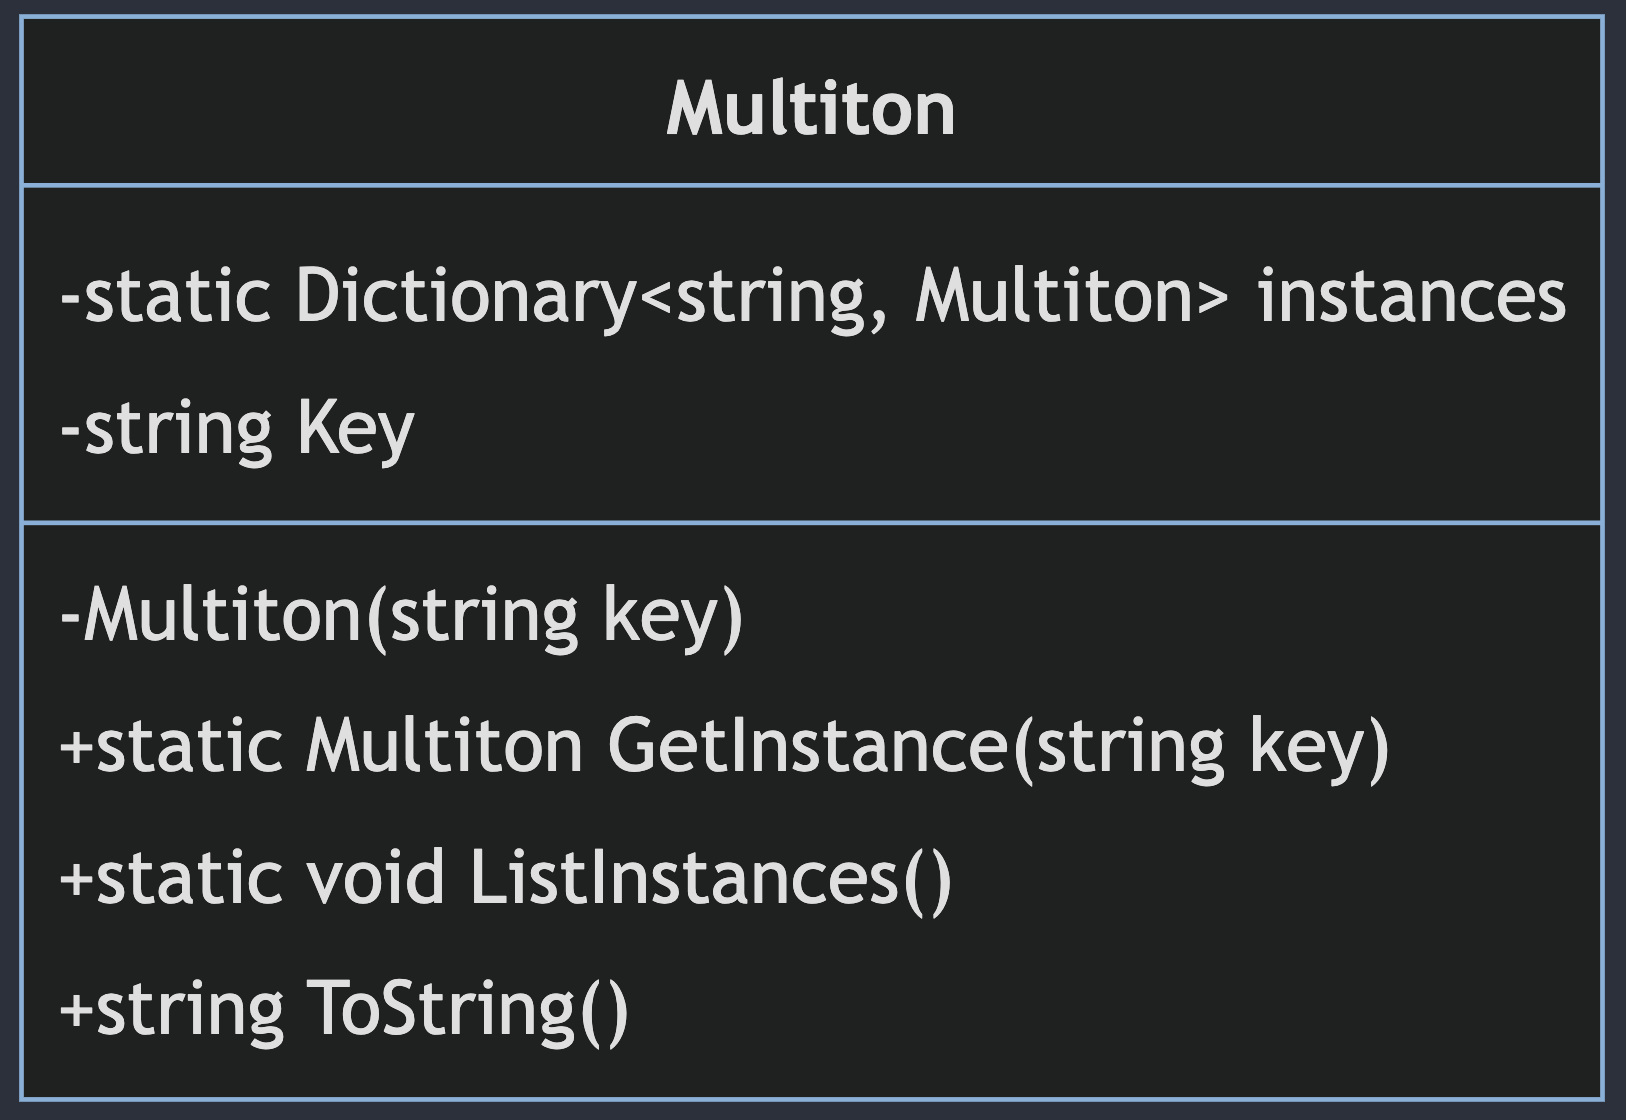 Multiton
-static Dictionary<string, Multiton> instances
-string Key
-Multiton(string key)
+static Multiton GetInstance(string key)
+static void ListInstances()
+string ToString()